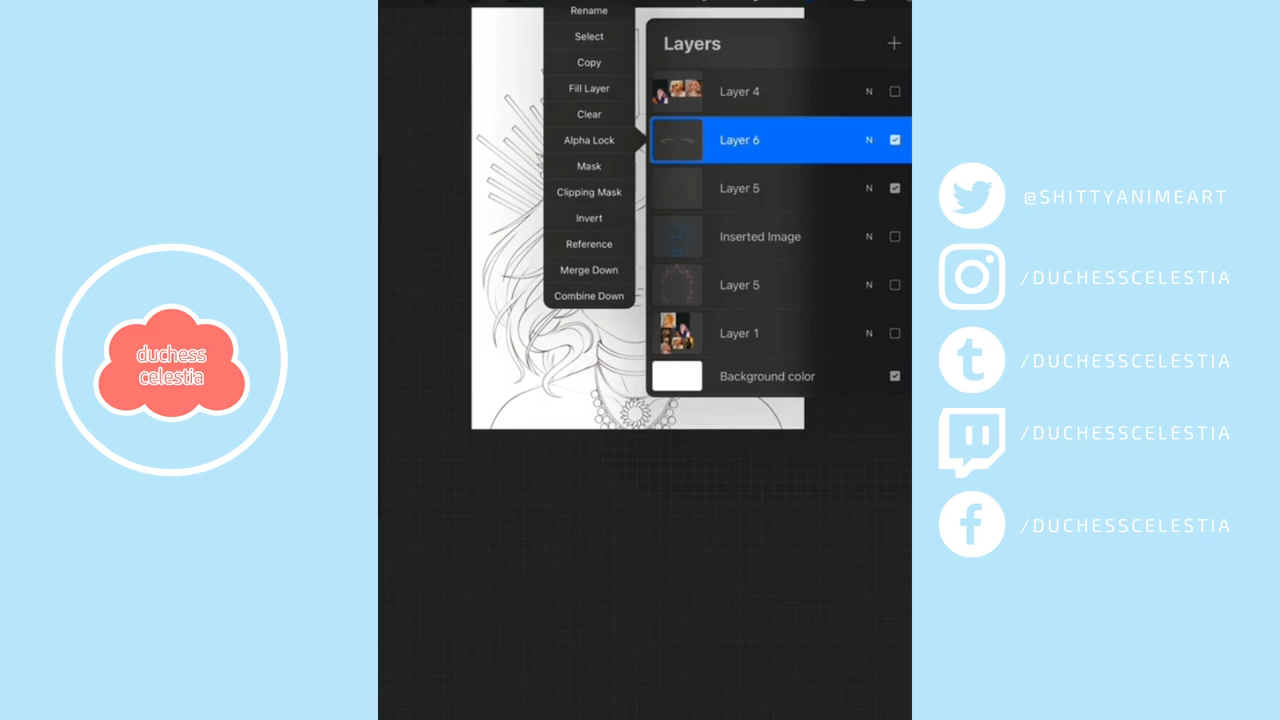 duchess
celestia
Rename
Select
Copy
Fill Layer
Clear
Alpha Lock
Mask
Clipping Mask
Invert
Reference
Merge Down
Combine Down
Layers
Layer 4 N
Layer 6 N
Layer 5 N
Inserted Image N
Layer 5 N
Layer 1 N
Background color
@SHITTYANIMEART
/DUCHESSCELESTIA
/DUCHESSCELESTIA
/DUCHESSCELESTIA
/DUCHESSCELESTIA